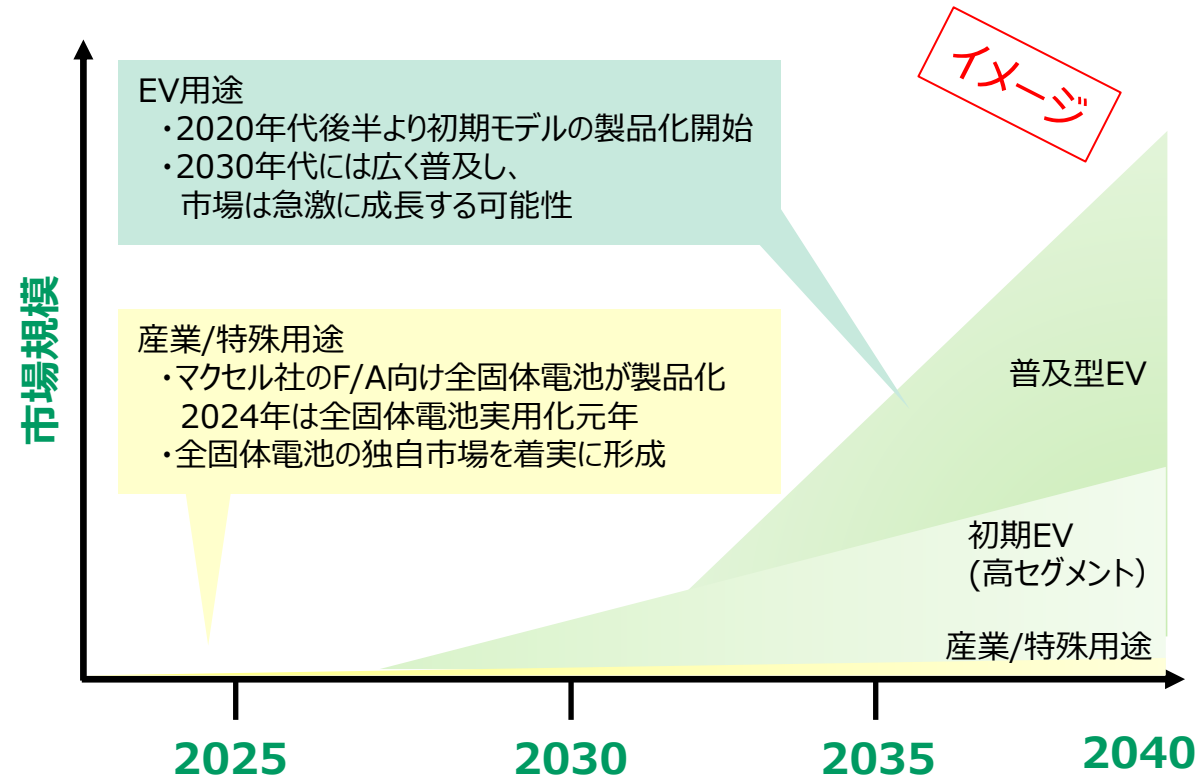 イメージ
EV用途
・2020年代後半より初期モデルの製品化開始
・2030年代には広く普及し、
市場は急激に成長する可能性
市場規模
産業/特殊用途
・マクセル社のF/A向け全固体電池が製品化
2024年は全固体電池実用化元年
・全固体電池の独自市場を着実に形成
普及型EV
初期EV
(高セグメント）
産業/特殊用途
2025
2030
2035
2040